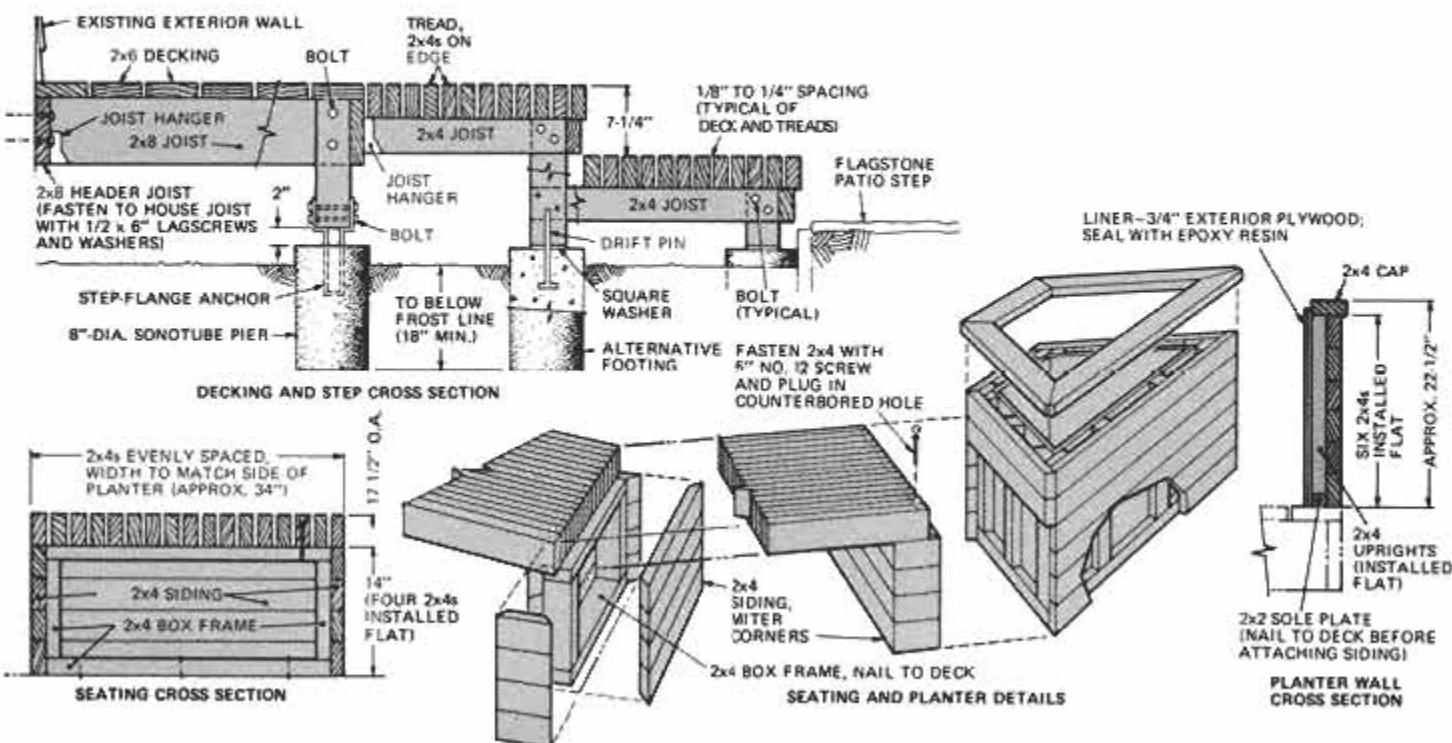 EXISTING EXTERIOR WALL
2x6 DECKING
BOLT
TREAD,
2x4s ON
EDGE
7-1/4"
1/8" TO 1/4" SPACING
(TYPICAL OF
DECK AND TREADS)
JOIST HANGER
2x8 JOIST
2x4 JOIST
FLAGSTONE
PATIO STEP
2x8 HEADER JOIST
(FASTEN TO HOUSE JOIST
WITH 1/2 x 6" LAGSCREWS
AND WASHERS)
2"
JOIST
HANGER
BOLT
2x4 JOIST
DRIFT PIN
STEP-FLANGE ANCHOR
8"-DIA. SONOTUBE PIER
TO BELOW
FROST LINE
(18" MIN.)
SQUARE
WASHER
BOLT
(TYPICAL)
ALTERNATIVE
FOOTING
DECKING AND STEP CROSS SECTION
FASTEN 2x4 WITH
5" NO. 12 SCREW
AND PLUG IN
COUNTERBORED HOLE
LINER-3/4" EXTERIOR PLYWOOD;
SEAL WITH EPOXY RESIN
2x4 CAP
SIX 2x4s
INSTALLED
FLAT
APPROX. 22-1/2"
2x4
UPRIGHTS
(INSTALLED
FLAT)
2x2 SOLE PLATE
(NAIL TO DECK BEFORE
ATTACHING SIDING)
PLANTER WALL
CROSS SECTION
2x4s EVENLY SPACED,
WIDTH TO MATCH SIDE OF
PLANTER (APPROX. 34")
17 1/2" O.A.
2x4 SIDING
2x4 BOX FRAME
14"
(FOUR 2x4s
INSTALLED
FLAT)
SEATING CROSS SECTION
2x4
SIDING,
MITER
CORNERS
2x4 BOX FRAME, NAIL TO DECK
SEATING AND PLANTER DETAILS